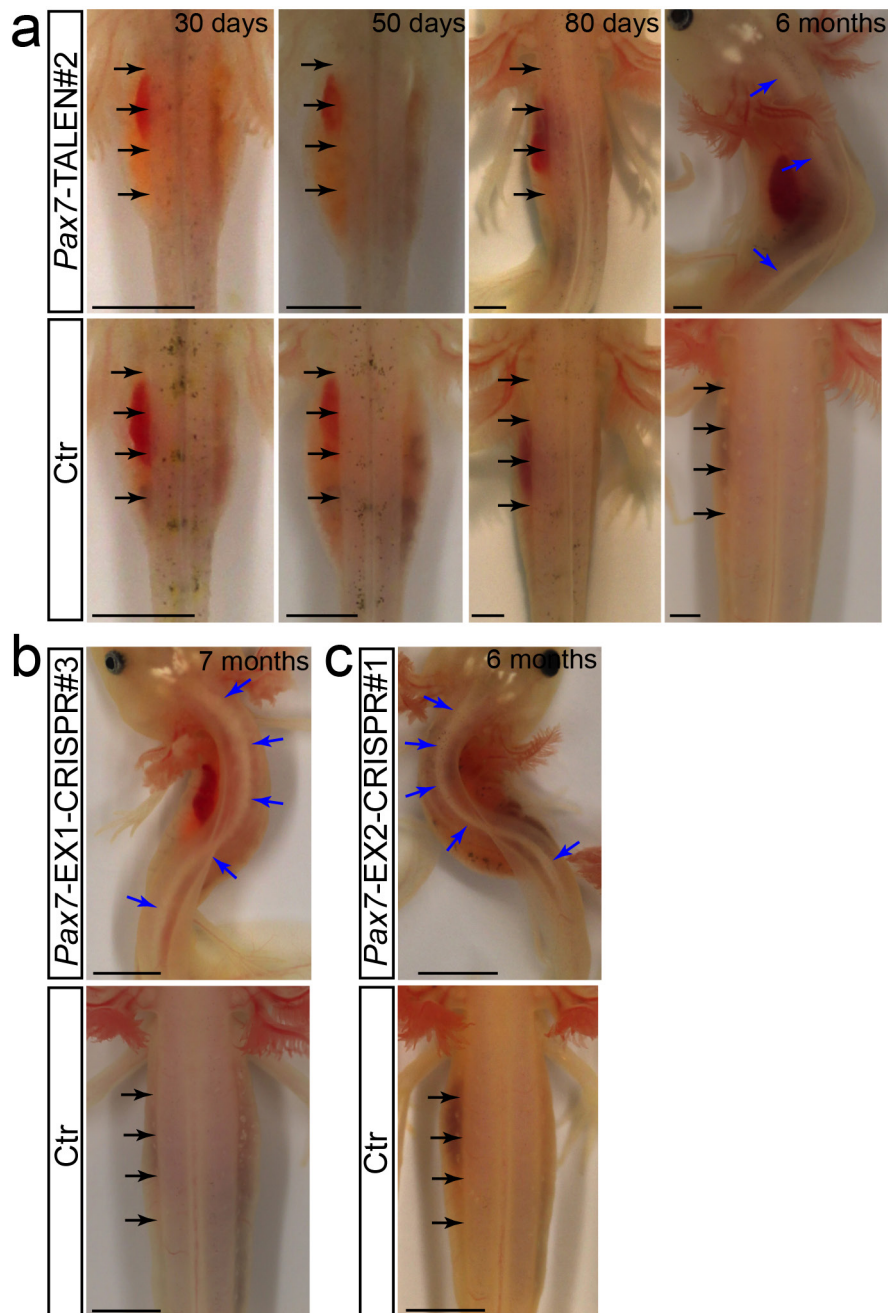 a
30 days
50 days
80 days
6 months
Pax7-TALEN#2
Ctr
b
7 months
Pax7-EX1-CRISPR#3
Ctr
c
6 months
Pax7-EX2-CRISPR#1
Ctr